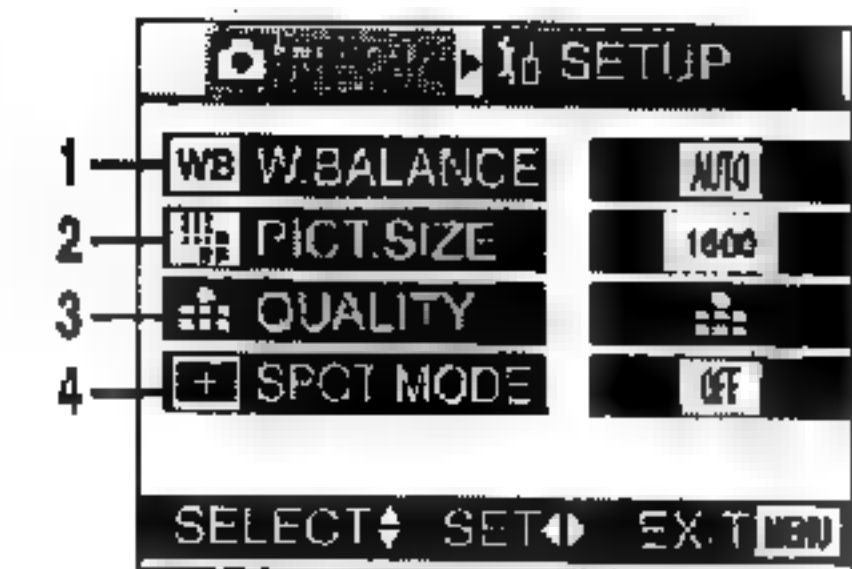 SETUP
1 WB W.BALANCE AUTO
2 PICT.SIZE 1600
3 QUALITY
4 SPOT MODE OFF
SELECT SET EXIT MENU